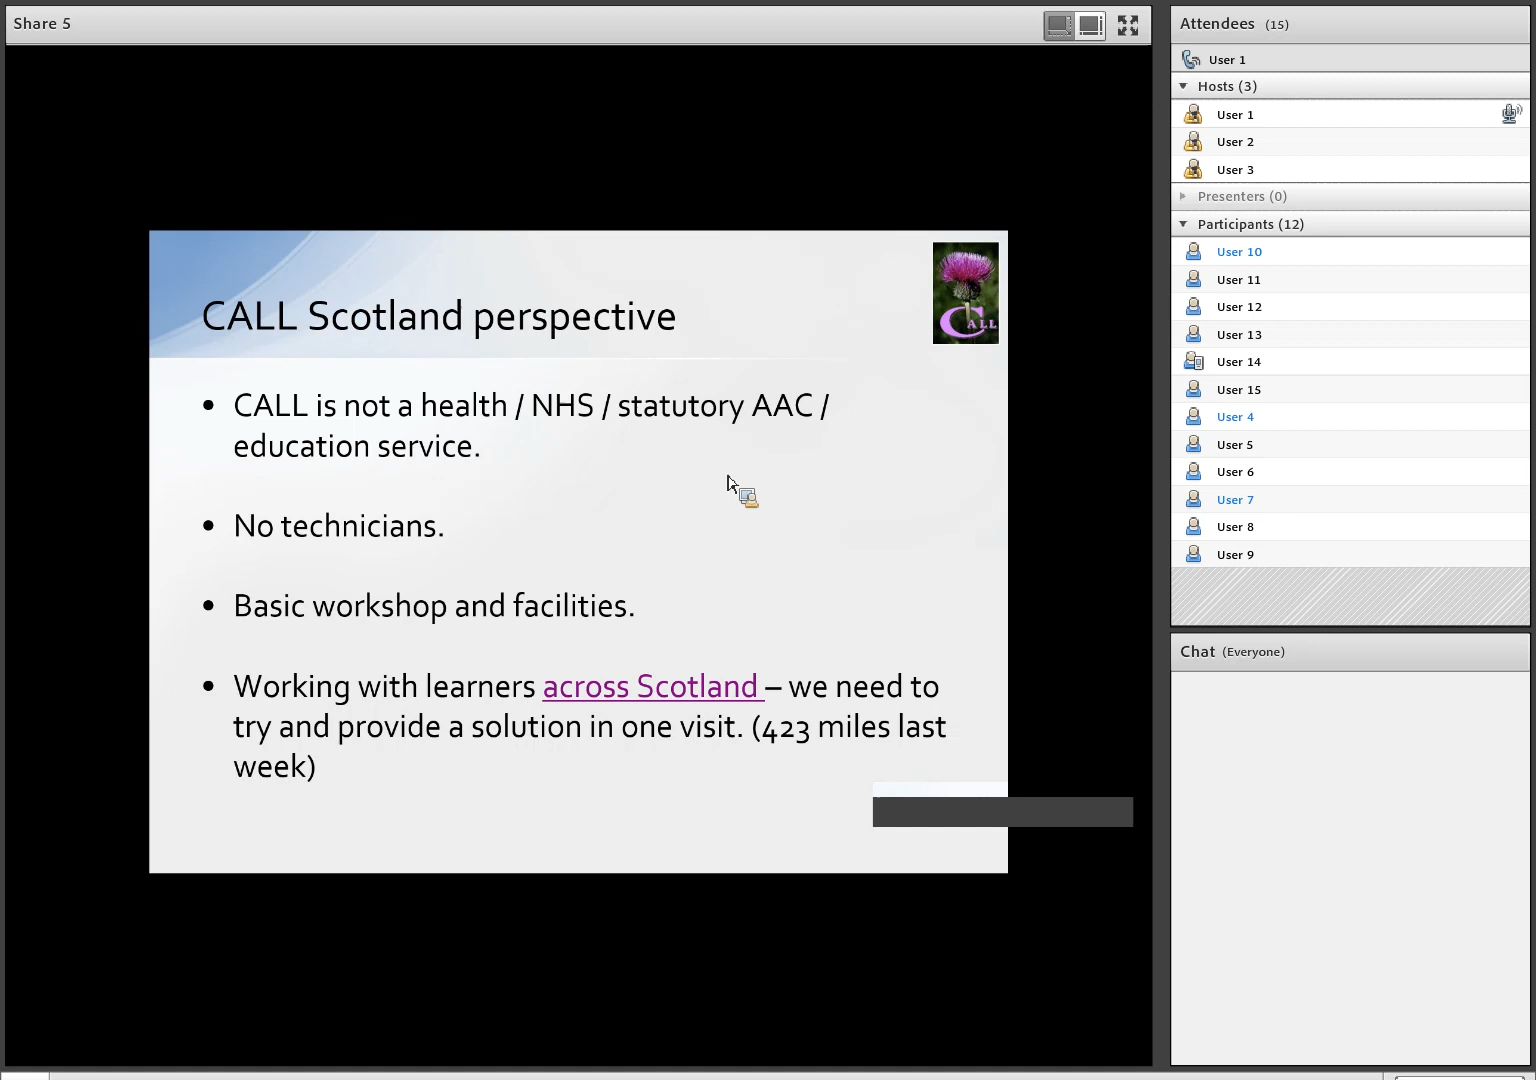 Share 5
CALL Scotland perspective
CALL
• CALL is not a health / NHS / statutory AAC /
education service.
• No technicians.
• Basic workshop and facilities.
• Working with learners across Scotland – we need to
try and provide a solution in one visit. (423 miles last
week)
Attendees (15)
User 1
Hosts (3)
User 1
User 2
User 3
Presenters (0)
Participants (12)
User 10
User 11
User 12
User 13
User 14
User 15
User 4
User 5
User 6
User 7
User 8
User 9
Chat (Everyone)